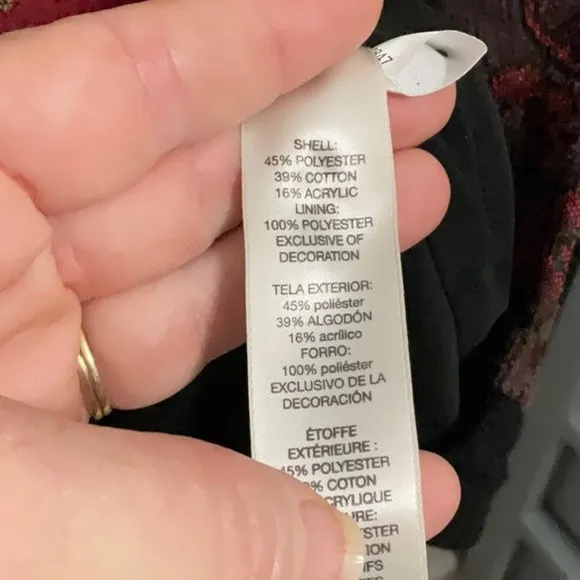 SHELL:
45% POLYESTER
39% COTTON
16% ACRYLIC
LINING:
100% POLYESTER
EXCLUSIVE OF
DECORATION
TELA EXTERIOR:
45% poliéster
39% ALGODÓN
16% acrílico
FORRO:
100% poliéster
EXCLUSIVO DE LA
DECORACIÓN
ÉTOFFE
EXTÉRIEURE :
45% POLYESTER
% COTON